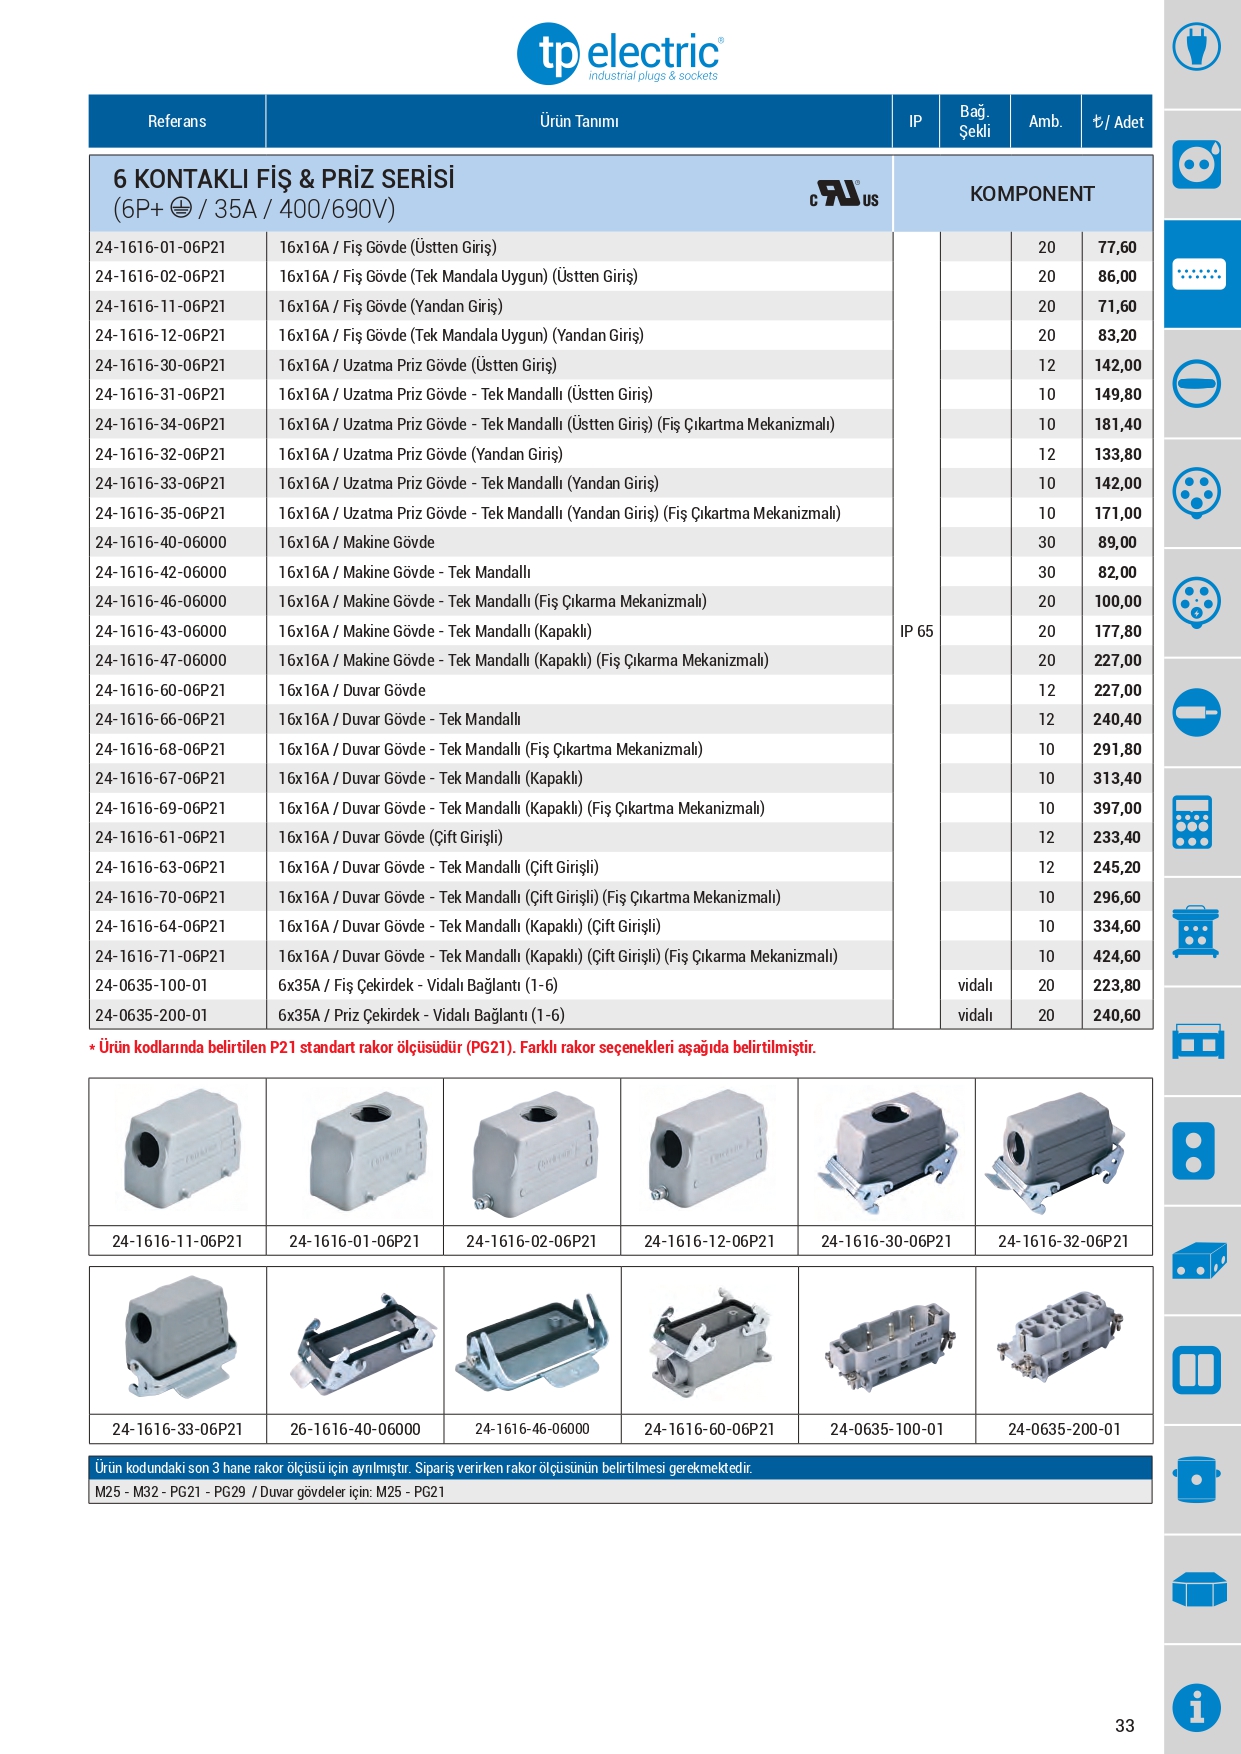 tp electric®
industrial plugs & sockets
Referans Ürün Tanımı IP Bağ. Şekli Amb. ₺/ Adet
6 KONTAKLI FİŞ & PRİZ SERİSİ
(6P+ / 35A / 400/690V)
c RU® US
KOMPONENT
24-1616-01-06P21 16x16A / Fiş Gövde (Üstten Giriş) 20 77,60
24-1616-02-06P21 16x16A / Fiş Gövde (Tek Mandala Uygun) (Üstten Giriş) 20 86,00
24-1616-11-06P21 16x16A / Fiş Gövde (Yandan Giriş) 20 71,60
24-1616-12-06P21 16x16A / Fiş Gövde (Tek Mandala Uygun) (Yandan Giriş) 20 83,20
24-1616-30-06P21 16x16A / Uzatma Priz Gövde (Üstten Giriş) 12 142,00
24-1616-31-06P21 16x16A / Uzatma Priz Gövde - Tek Mandallı (Üstten Giriş) 10 149,80
24-1616-34-06P21 16x16A / Uzatma Priz Gövde - Tek Mandallı (Üstten Giriş) (Fiş Çıkartma Mekanizmalı) 10 181,40
24-1616-32-06P21 16x16A / Uzatma Priz Gövde (Yandan Giriş) 12 133,80
24-1616-33-06P21 16x16A / Uzatma Priz Gövde - Tek Mandallı (Yandan Giriş) 10 142,00
24-1616-35-06P21 16x16A / Uzatma Priz Gövde - Tek Mandallı (Yandan Giriş) (Fiş Çıkartma Mekanizmalı) 10 171,00
24-1616-40-06000 16x16A / Makine Gövde 30 89,00
24-1616-42-06000 16x16A / Makine Gövde - Tek Mandallı 30 82,00
24-1616-46-06000 16x16A / Makine Gövde - Tek Mandallı (Fiş Çıkarma Mekanizmalı) 20 100,00
24-1616-43-06000 16x16A / Makine Gövde - Tek Mandallı (Kapaklı) IP 65 20 177,80
24-1616-47-06000 16x16A / Makine Gövde - Tek Mandallı (Kapaklı) (Fiş Çıkarma Mekanizmalı) 20 227,00
24-1616-60-06P21 16x16A / Duvar Gövde 12 227,00
24-1616-66-06P21 16x16A / Duvar Gövde - Tek Mandallı 12 240,40
24-1616-68-06P21 16x16A / Duvar Gövde - Tek Mandallı (Fiş Çıkartma Mekanizmalı) 10 291,80
24-1616-67-06P21 16x16A / Duvar Gövde - Tek Mandallı (Kapaklı) 10 313,40
24-1616-69-06P21 16x16A / Duvar Gövde - Tek Mandallı (Kapaklı) (Fiş Çıkartma Mekanizmalı) 10 397,00
24-1616-61-06P21 16x16A / Duvar Gövde (Çift Girişli) 12 233,40
24-1616-63-06P21 16x16A / Duvar Gövde - Tek Mandallı (Çift Girişli) 12 245,20
24-1616-70-06P21 16x16A / Duvar Gövde - Tek Mandallı (Çift Girişli) (Fiş Çıkartma Mekanizmalı) 10 296,60
24-1616-64-06P21 16x16A / Duvar Gövde - Tek Mandallı (Kapaklı) (Çift Girişli) 10 334,60
24-1616-71-06P21 16x16A / Duvar Gövde - Tek Mandallı (Kapaklı) (Çift Girişli) (Fiş Çıkarma Mekanizmalı) 10 424,60
24-0635-100-01 6x35A / Fiş Çekirdek - Vidalı Bağlantı (1-6) vidalı 20 223,80
24-0635-200-01 6x35A / Priz Çekirdek - Vidalı Bağlantı (1-6) vidalı 20 240,60
* Ürün kodlarında belirtilen P21 standart rakor ölçüsüdür (PG21). Farklı rakor seçenekleri aşağıda belirtilmiştir.
24-1616-11-06P21 24-1616-01-06P21 24-1616-02-06P21 24-1616-12-06P21 24-1616-30-06P21 24-1616-32-06P21
24-1616-33-06P21 26-1616-40-06000 24-1616-46-06000 24-1616-60-06P21 24-0635-100-01 24-0635-200-01
Ürün kodundaki son 3 hane rakor ölçüsü için ayrılmıştır. Sipariş verirken rakor ölçüsünün belirtilmesi gerekmektedir.
M25 - M32 - PG21 - PG29 / Duvar gövdeler için: M25 - PG21
33